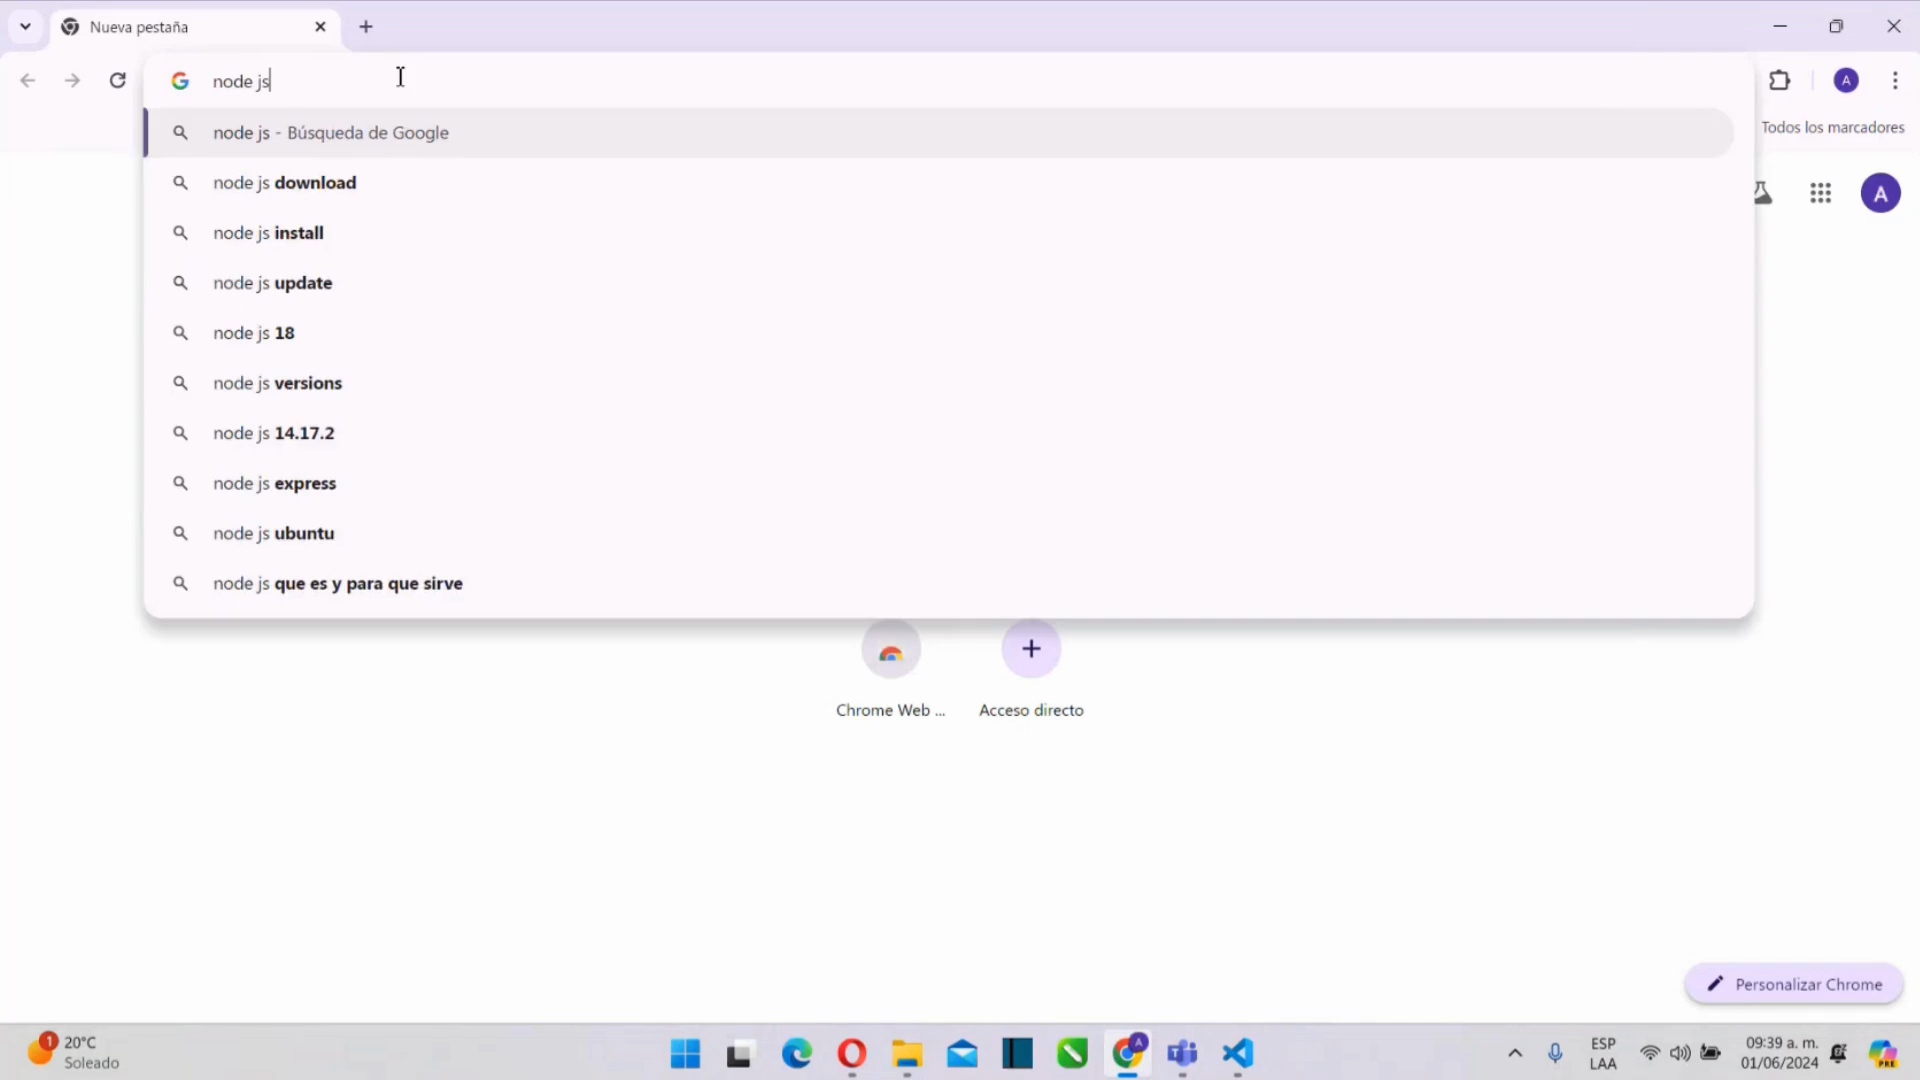 Nueva pestaña
node js
A
node js - Búsqueda de Google
Todos los marcadores
node js download
A
node js install
node js update
node js 18
node js versions
node js 14.17.2
node js express
node js ubuntu
node js que es y para que sirve
Chrome Web ...
Acceso directo
Personalizar Chrome
1
20°C
Soleado
A
ESP
LAA
09:39 a. m.
01/06/2024
PRE